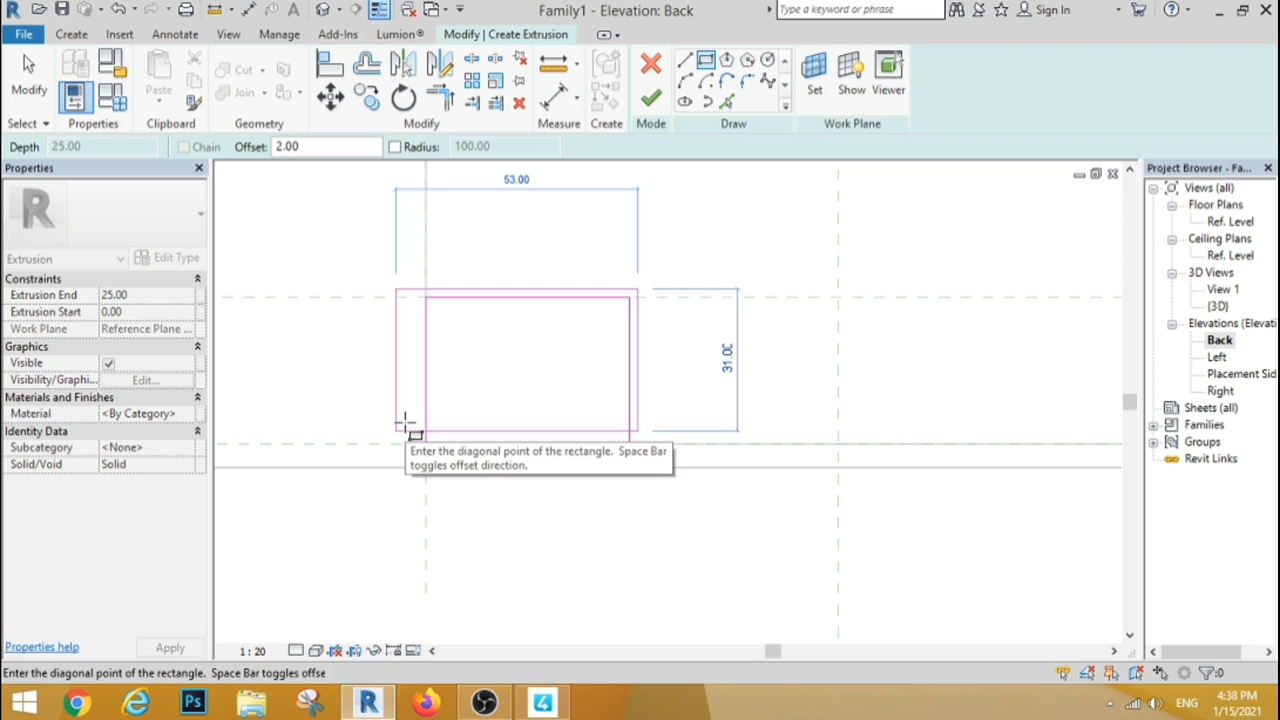 Family1 - Elevation: Back
Type a keyword or phrase
Sign In
File Create Insert Annotate View Manage Add-Ins Lumion® Modify | Create Extrusion
Modify
Paste
Cut
Join
Set Show Viewer
Select Properties Clipboard Geometry Modify Measure Create Mode Draw Work Plane
Depth 25.00 Chain Offset: 2.00 Radius: 100.00
Properties
Extrusion Edit Type
Constraints
Extrusion End 25.00
Extrusion Start 0.00
Work Plane Reference Plane ...
Graphics
Visible
Visibility/Graphi... Edit...
Materials and Finishes
Material <By Category>
Identity Data
Subcategory <None>
Solid/Void Solid
Properties help Apply
53.00
31.00
Enter the diagonal point of the rectangle. Space Bar
toggles offset direction.
1 : 20
Project Browser - Fa...
Views (all)
Floor Plans
Ref. Level
Ceiling Plans
Ref. Level
3D Views
View 1
{3D}
Elevations (Elevati
Back
Left
Placement Sid
Right
Sheets (all)
Families
Groups
Revit Links
Enter the diagonal point of the rectangle. Space Bar toggles offse
:0
Ps
R
4
ENG
4:38 PM
1/15/2021